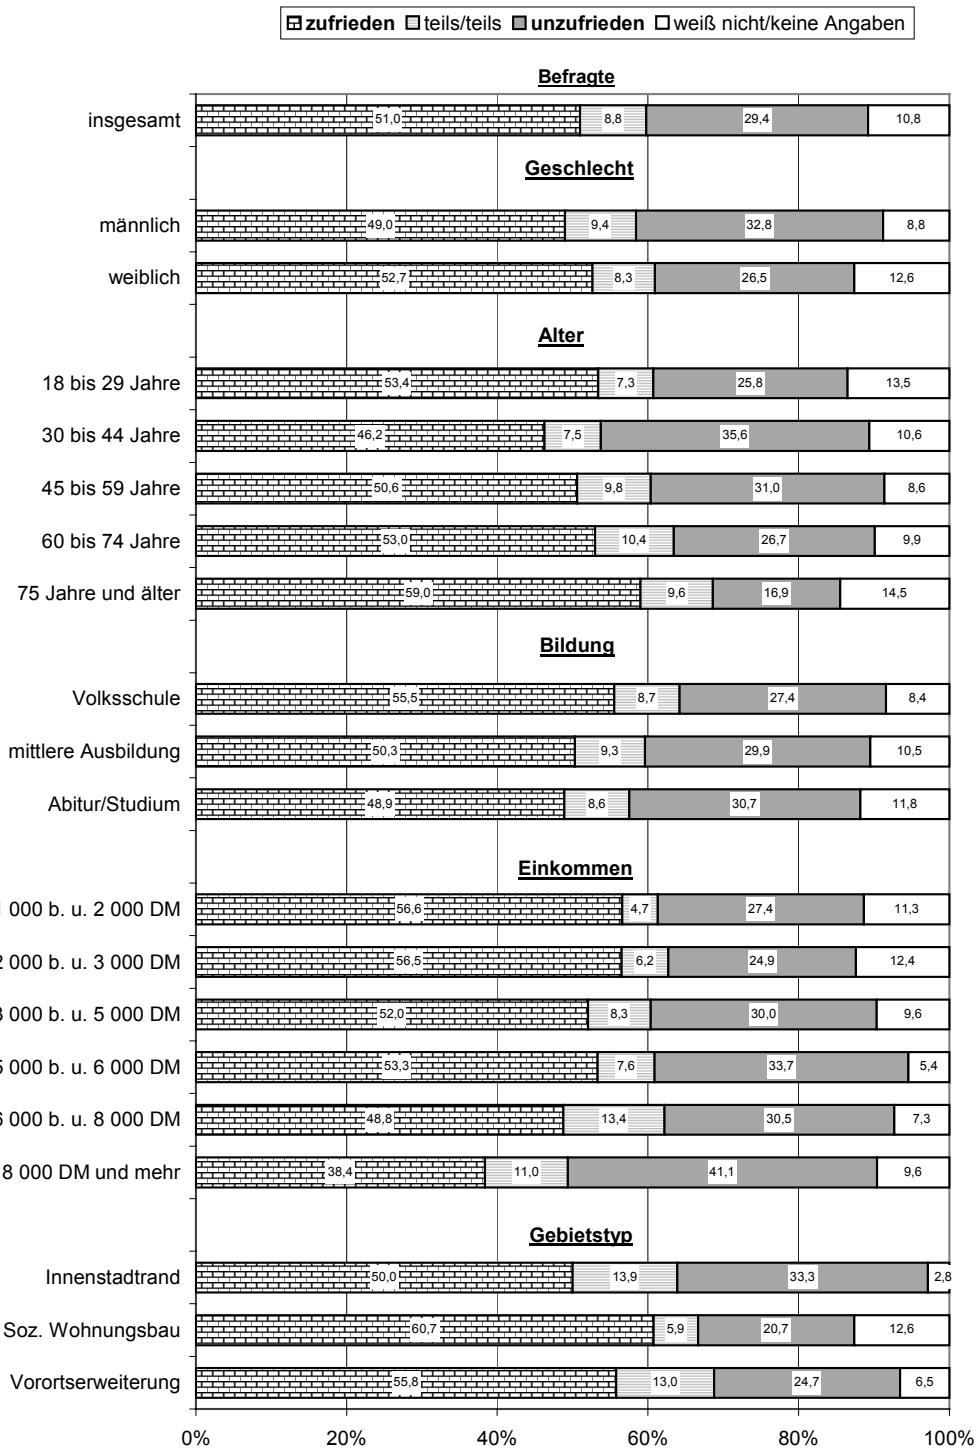 zufrieden teils/teils unzufrieden weiß nicht/keine Angaben
Befragte
insgesamt 51,0 8,8 29,4 10,8
Geschlecht
männlich 49,0 9,4 32,8 8,8
weiblich 52,7 8,3 26,5 12,6
Alter
18 bis 29 Jahre 53,4 7,3 25,8 13,5
30 bis 44 Jahre 46,2 7,5 35,6 10,6
45 bis 59 Jahre 50,6 9,8 31,0 8,6
60 bis 74 Jahre 53,0 10,4 26,7 9,9
75 Jahre und älter 59,0 9,6 16,9 14,5
Bildung
Volksschule 55,5 8,7 27,4 8,4
mittlere Ausbildung 50,3 9,3 29,9 10,5
Abitur/Studium 48,9 8,6 30,7 11,8
Einkommen
000 b. u. 2 000 DM 56,6 4,7 27,4 11,3
000 b. u. 3 000 DM 56,5 6,2 24,9 12,4
000 b. u. 5 000 DM 52,0 8,3 30,0 9,6
000 b. u. 6 000 DM 53,3 7,6 33,7 5,4
000 b. u. 8 000 DM 48,8 13,4 30,5 7,3
8 000 DM und mehr 38,4 11,0 41,1 9,6
Gebietstyp
Innenstadtrand 50,0 13,9 33,3 2,8
Soz. Wohnungsbau 60,7 5,9 20,7 12,6
Vorortserweiterung 55,8 13,0 24,7 6,5
0% 20% 40% 60% 80% 100%